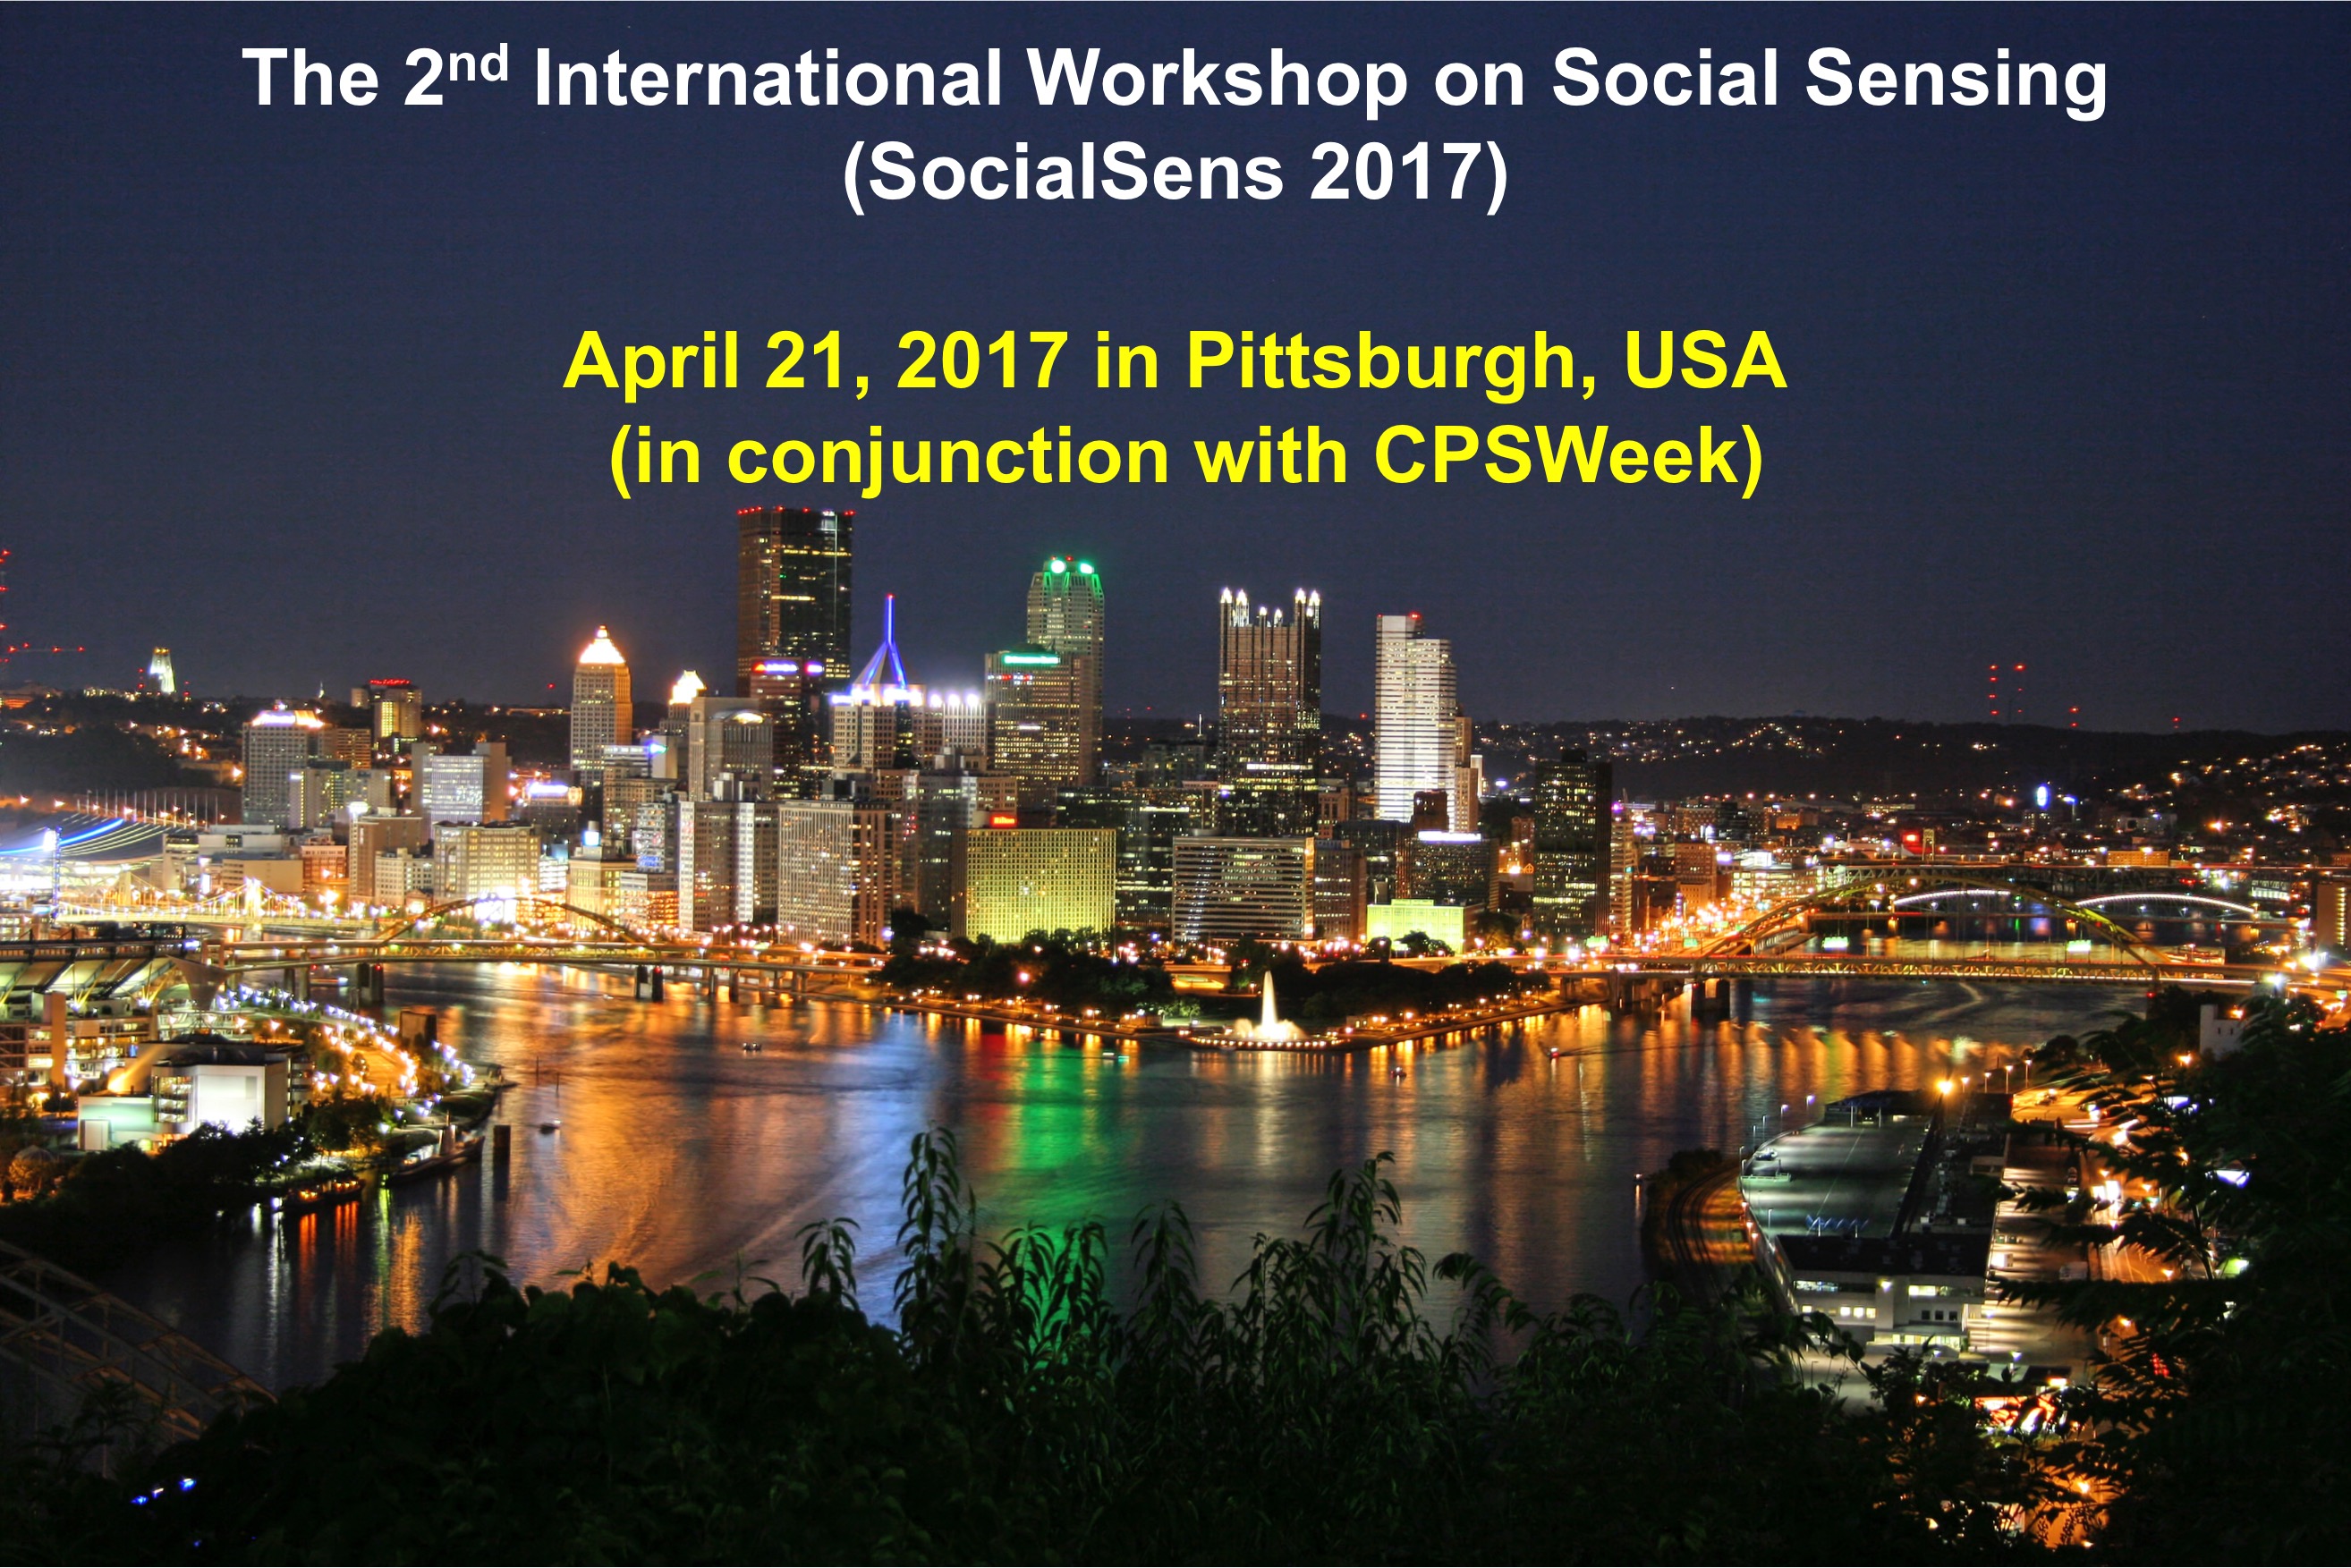 The 2nd International Workshop on Social Sensing
(SocialSens 2017)
April 21, 2017 in Pittsburgh, USA
(in conjunction with CPSWeek)